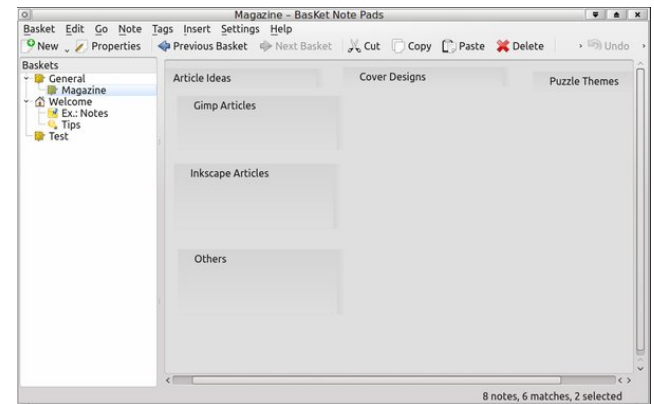 Magazine – BasKet Note Pads
Basket Edit Go Note Tags Insert Settings Help
New Properties Previous Basket Next Basket Cut Copy Paste Delete Undo
Baskets
General
Magazine
Welcome
Ex.: Notes
Tips
Test
Article Ideas Cover Designs Puzzle Themes
Gimp Articles
Inkscape Articles
Others
8 notes, 6 matches, 2 selected